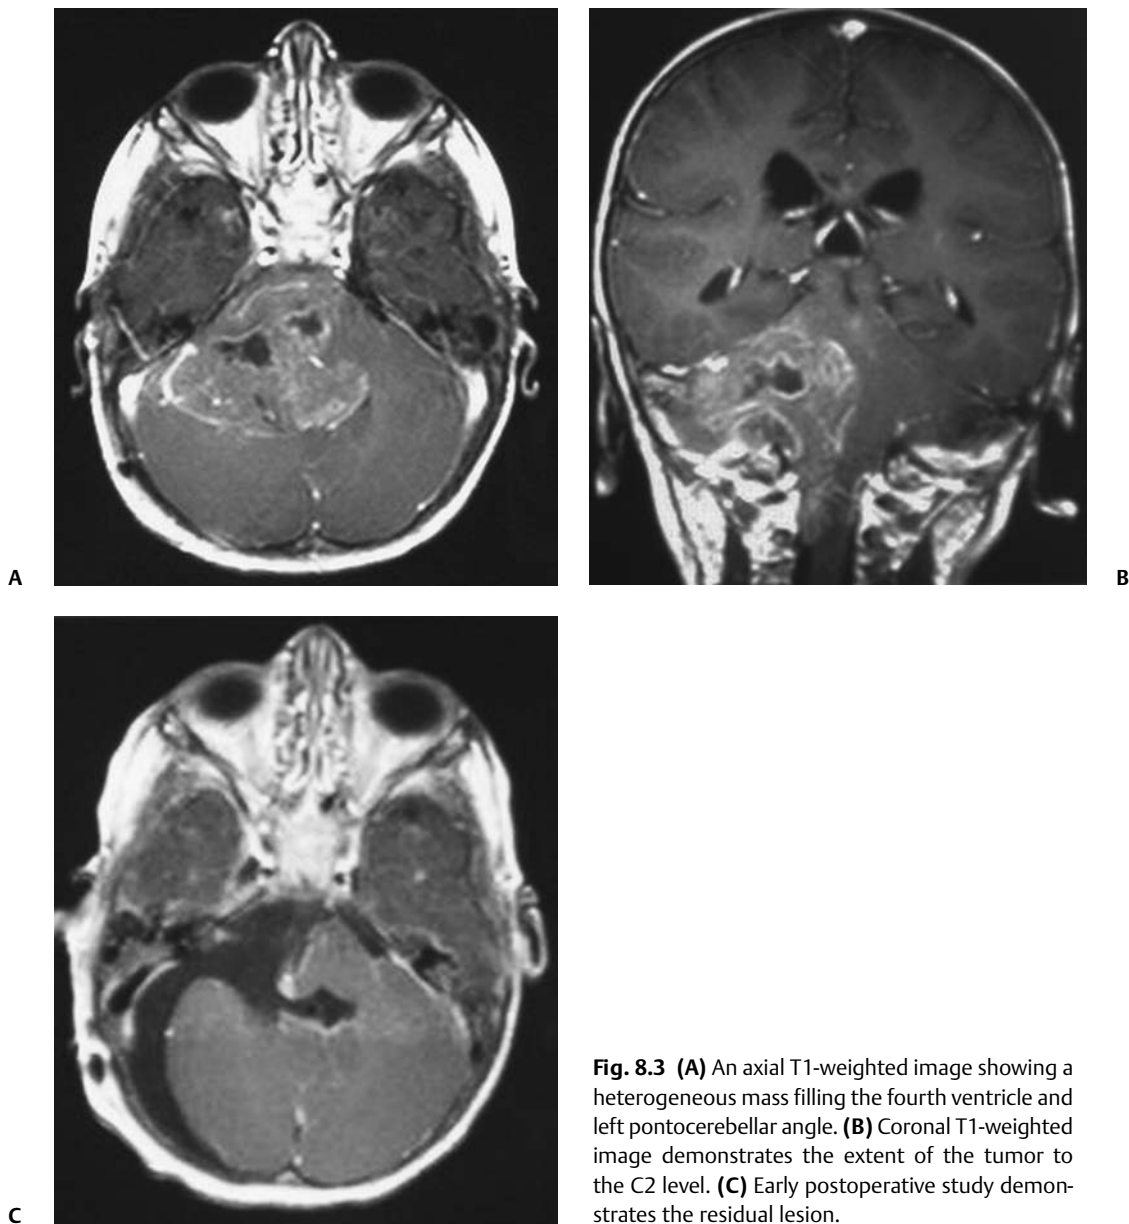 A
B
C
Fig. 8.3 (A) An axial T1-weighted image showing a
heterogeneous mass filling the fourth ventricle and
left pontocerebellar angle. (B) Coronal T1-weighted
image demonstrates the extent of the tumor to
the C2 level. (C) Early postoperative study demon-
strates the residual lesion.